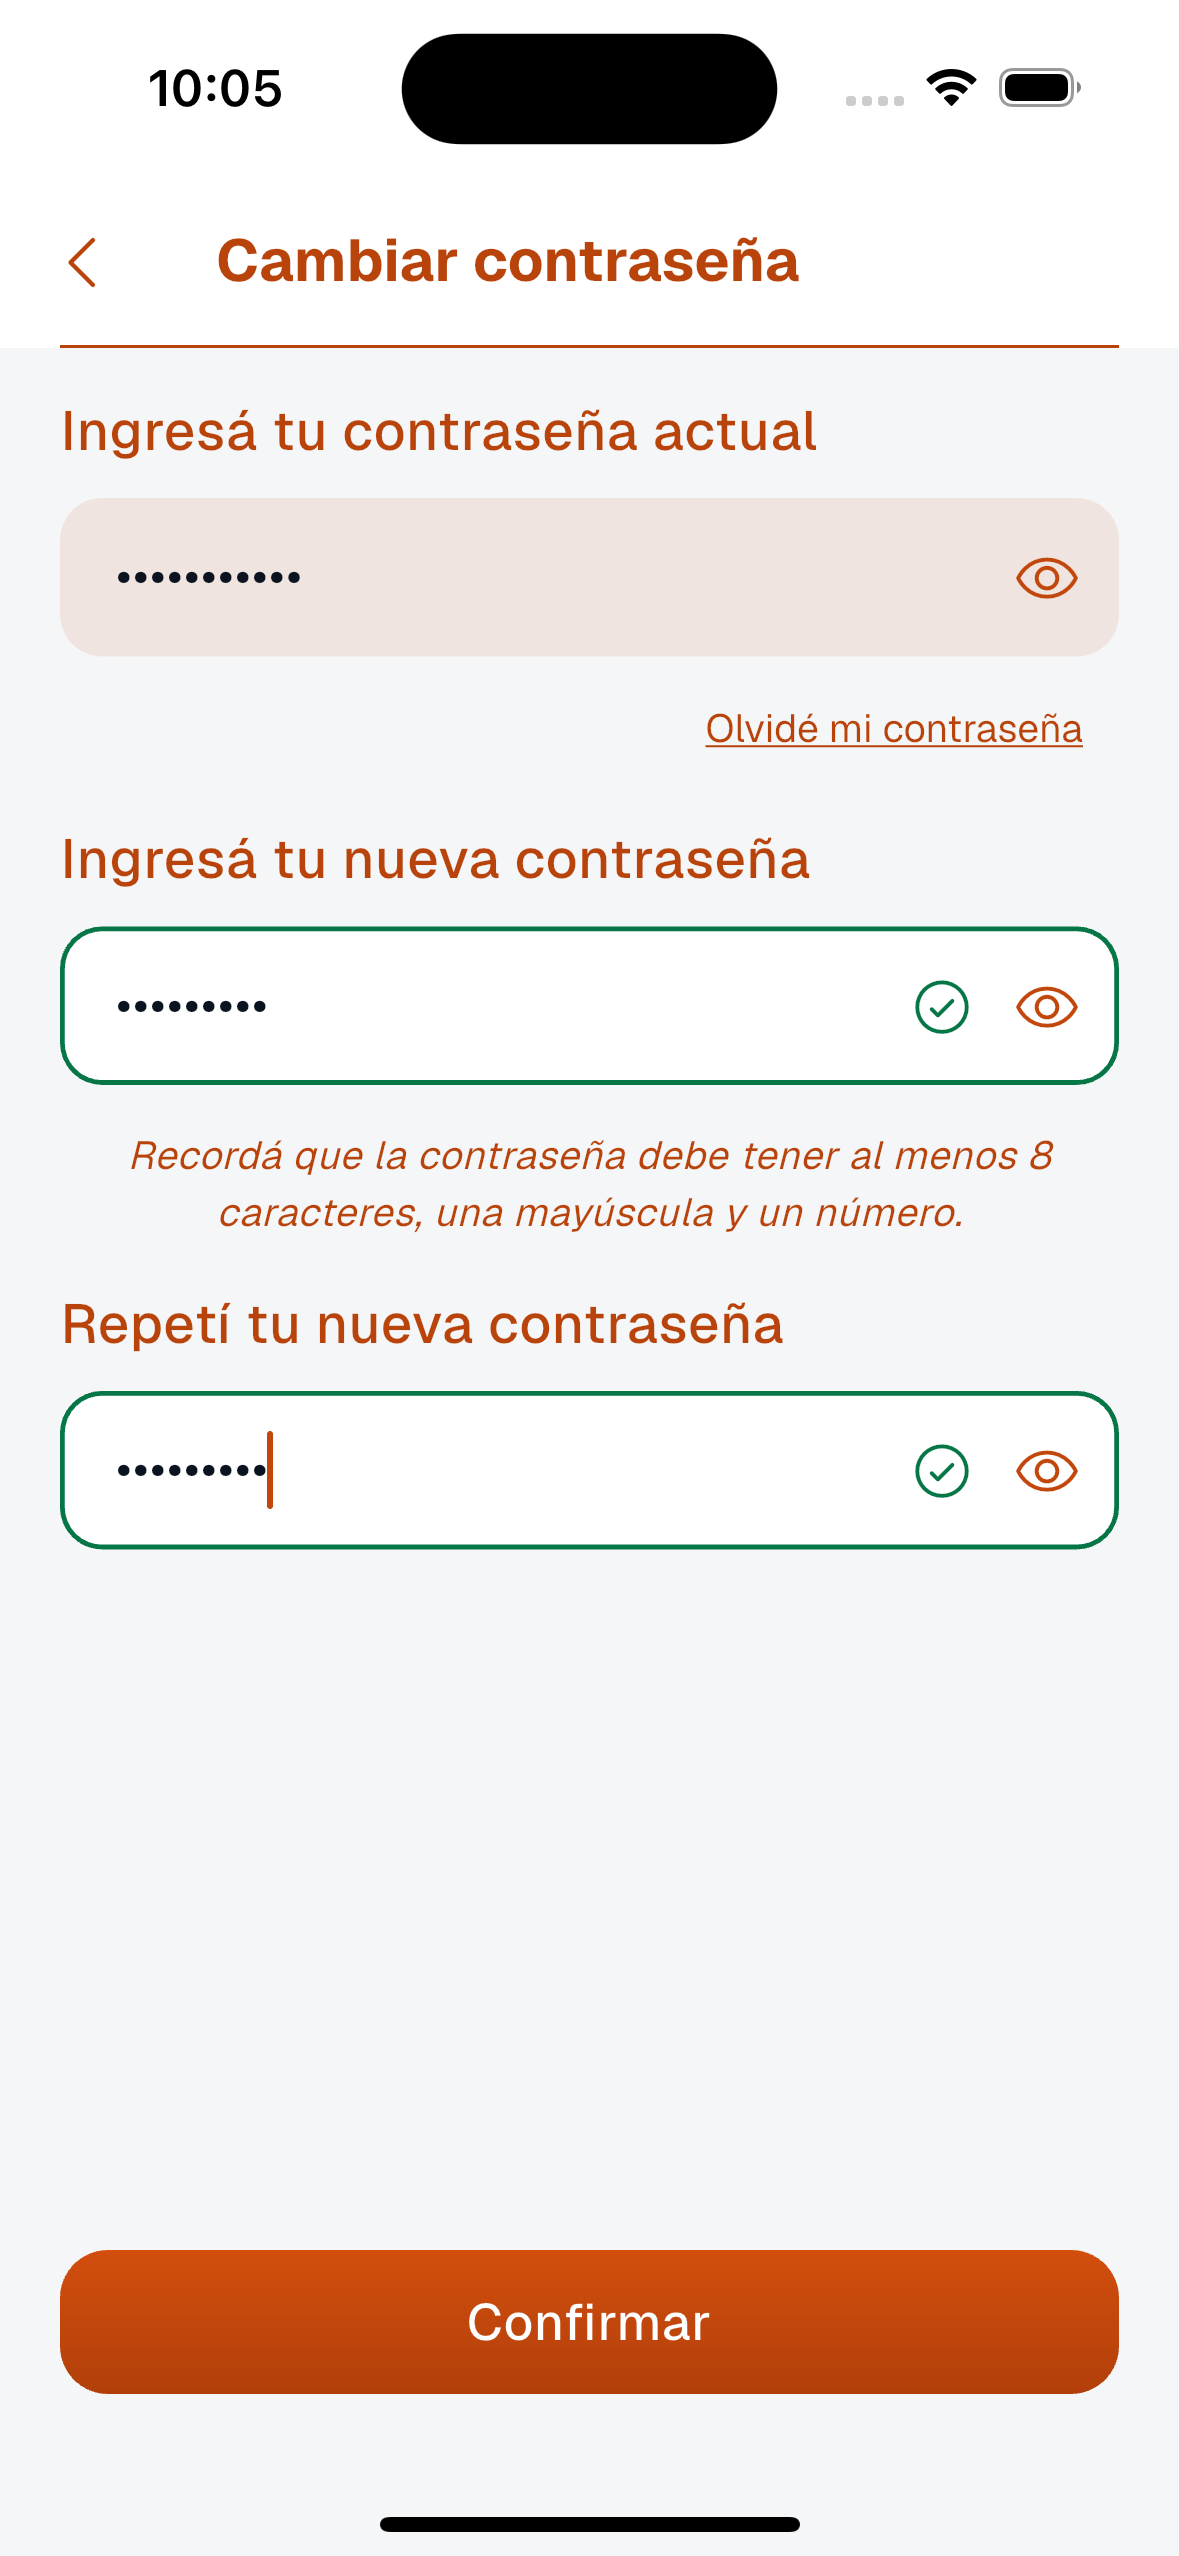 10:05
Cambiar contraseña
Ingresá tu contraseña actual
•••••••••••
Olvidé mi contraseña
Ingresá tu nueva contraseña
•••••••••
Recordá que la contraseña debe tener al menos 8
caracteres, una mayúscula y un número.
Repetí tu nueva contraseña
•••••••••
Confirmar